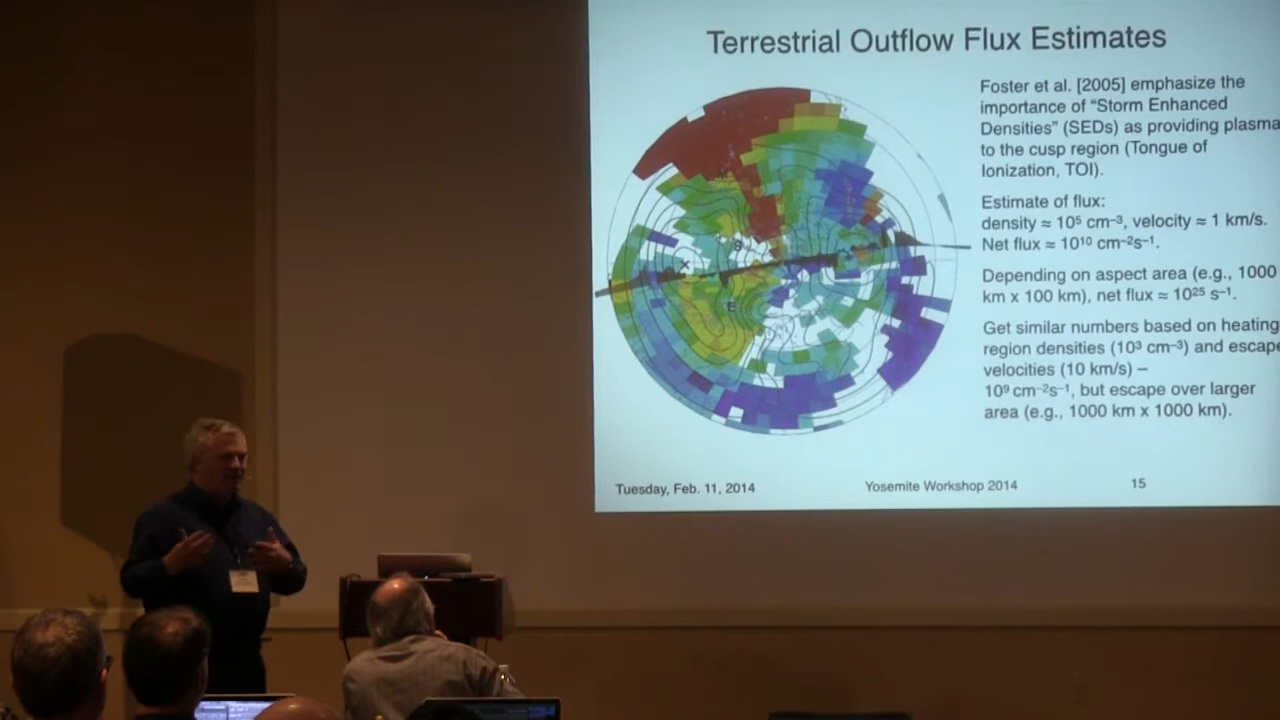 Terrestrial Outflow Flux Estimates
Foster et al. [2005] emphasize the
importance of “Storm Enhanced
Densities” (SEDs) as providing plasma
to the cusp region (Tongue of
Ionization, TOI).
Estimate of flux:
density ≈ 10⁵ cm⁻³, velocity ≈ 1 km/s.
Net flux ≈ 10¹⁰ cm⁻²s⁻¹.
Depending on aspect area (e.g., 1000
km x 100 km), net flux ≈ 10²⁵ s⁻¹.
Get similar numbers based on heating
region densities (10³ cm⁻³) and escape
velocities (10 km/s) –
10⁹ cm⁻²s⁻¹, but escape over larger
area (e.g., 1000 km x 1000 km).
X
E
Tuesday, Feb. 11, 2014
Yosemite Workshop 2014
15